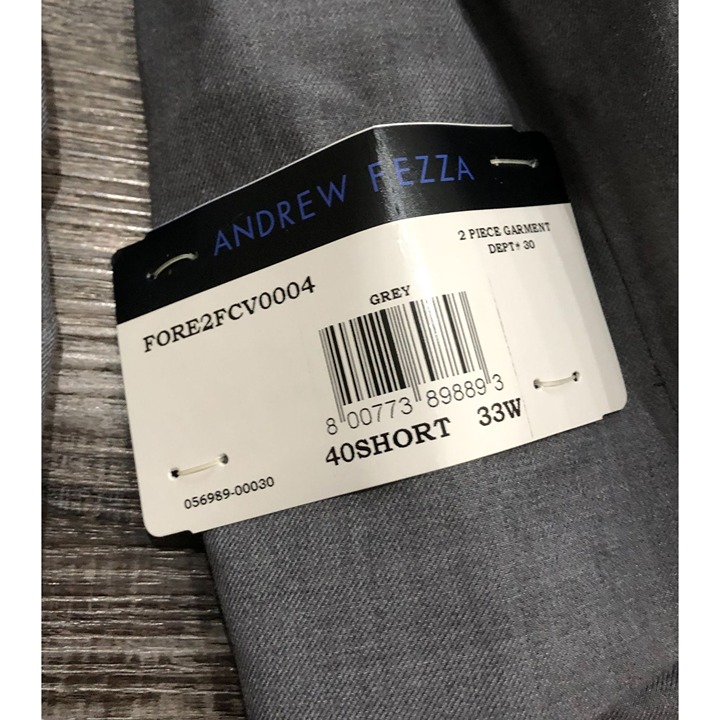 ANDREW FEZZA
2 PIECE GARMENT
DEPT# 30
FORE2FCV0004
GREY
8 00773 89889 3
40SHORT 33W
056989-00030